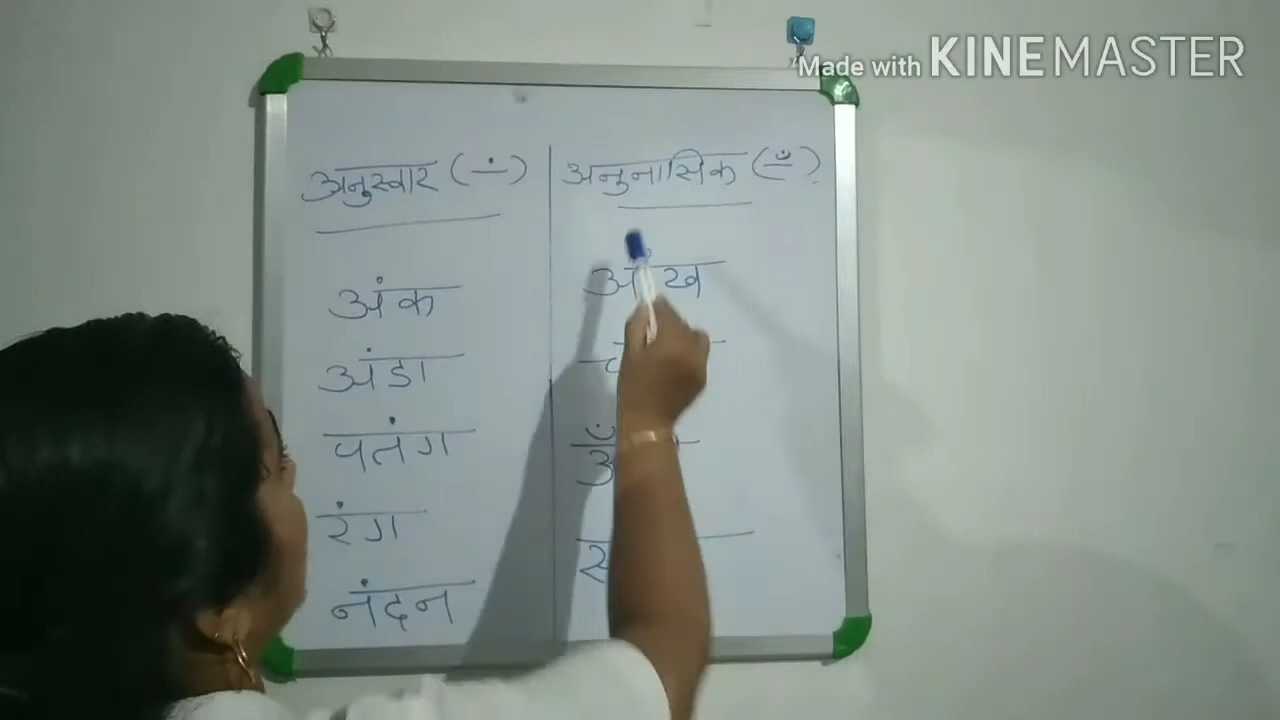 Made with KINEMASTER
अनुस्वार (ं)
अंक
अंडा
पतंग
रंग
नंदन
अनुनासिक (ँ)
आँख